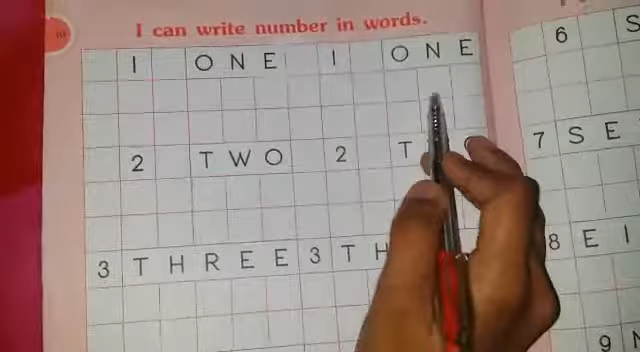 I can write number in words.
1 ONE 1 ONE
2 TWO 2 T
3 THREE 3 TH
6 S
7 SE
8 EI
9 N